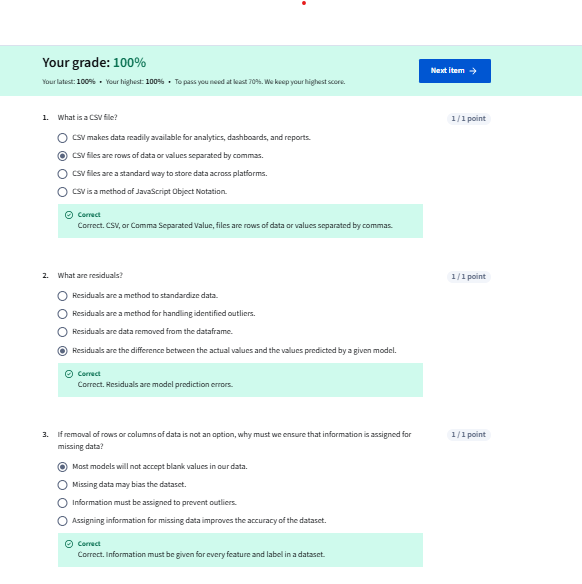 Your grade: 100%
Next item →
Your latest: 100% • Your highest: 100% • To pass you need at least 70%. We keep your highest score.
1. What is a CSV file?
1 / 1 point
CSV makes data readily available for analytics, dashboards, and reports.
CSV files are rows of data or values separated by commas.
CSV files are a standard way to store data across platforms.
CSV is a method of JavaScript Object Notation.
Correct
Correct. CSV, or Comma Separated Value, files are rows of data or values separated by commas.
2. What are residuals?
1 / 1 point
Residuals are a method to standardize data.
Residuals are a method for handling identified outliers.
Residuals are data removed from the dataframe.
Residuals are the difference between the actual values and the values predicted by a given model.
Correct
Correct. Residuals are model prediction errors.
3. If removal of rows or columns of data is not an option, why must we ensure that information is assigned for
missing data?
1 / 1 point
Most models will not accept blank values in our data.
Missing data may bias the dataset.
Information must be assigned to prevent outliers.
Assigning information for missing data improves the accuracy of the dataset.
Correct
Correct. Information must be given for every feature and label in a dataset.